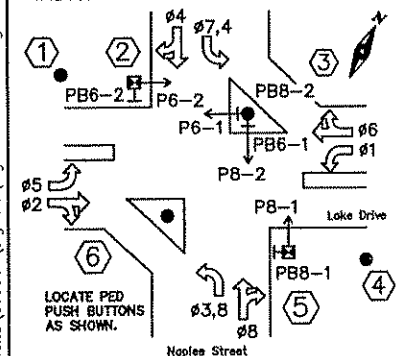 ø4
ø7,4
N
1
2
3
PB6-2
P6-2
PB8-2
P6-1
PB6-1
ø6
ø1
P8-2
ø5
ø2
P8-1
Lake Drive
6
PB8-1
4
LOCATE PED
PUSH BUTTONS
AS SHOWN.
ø3,8
ø8
5
Naples Street